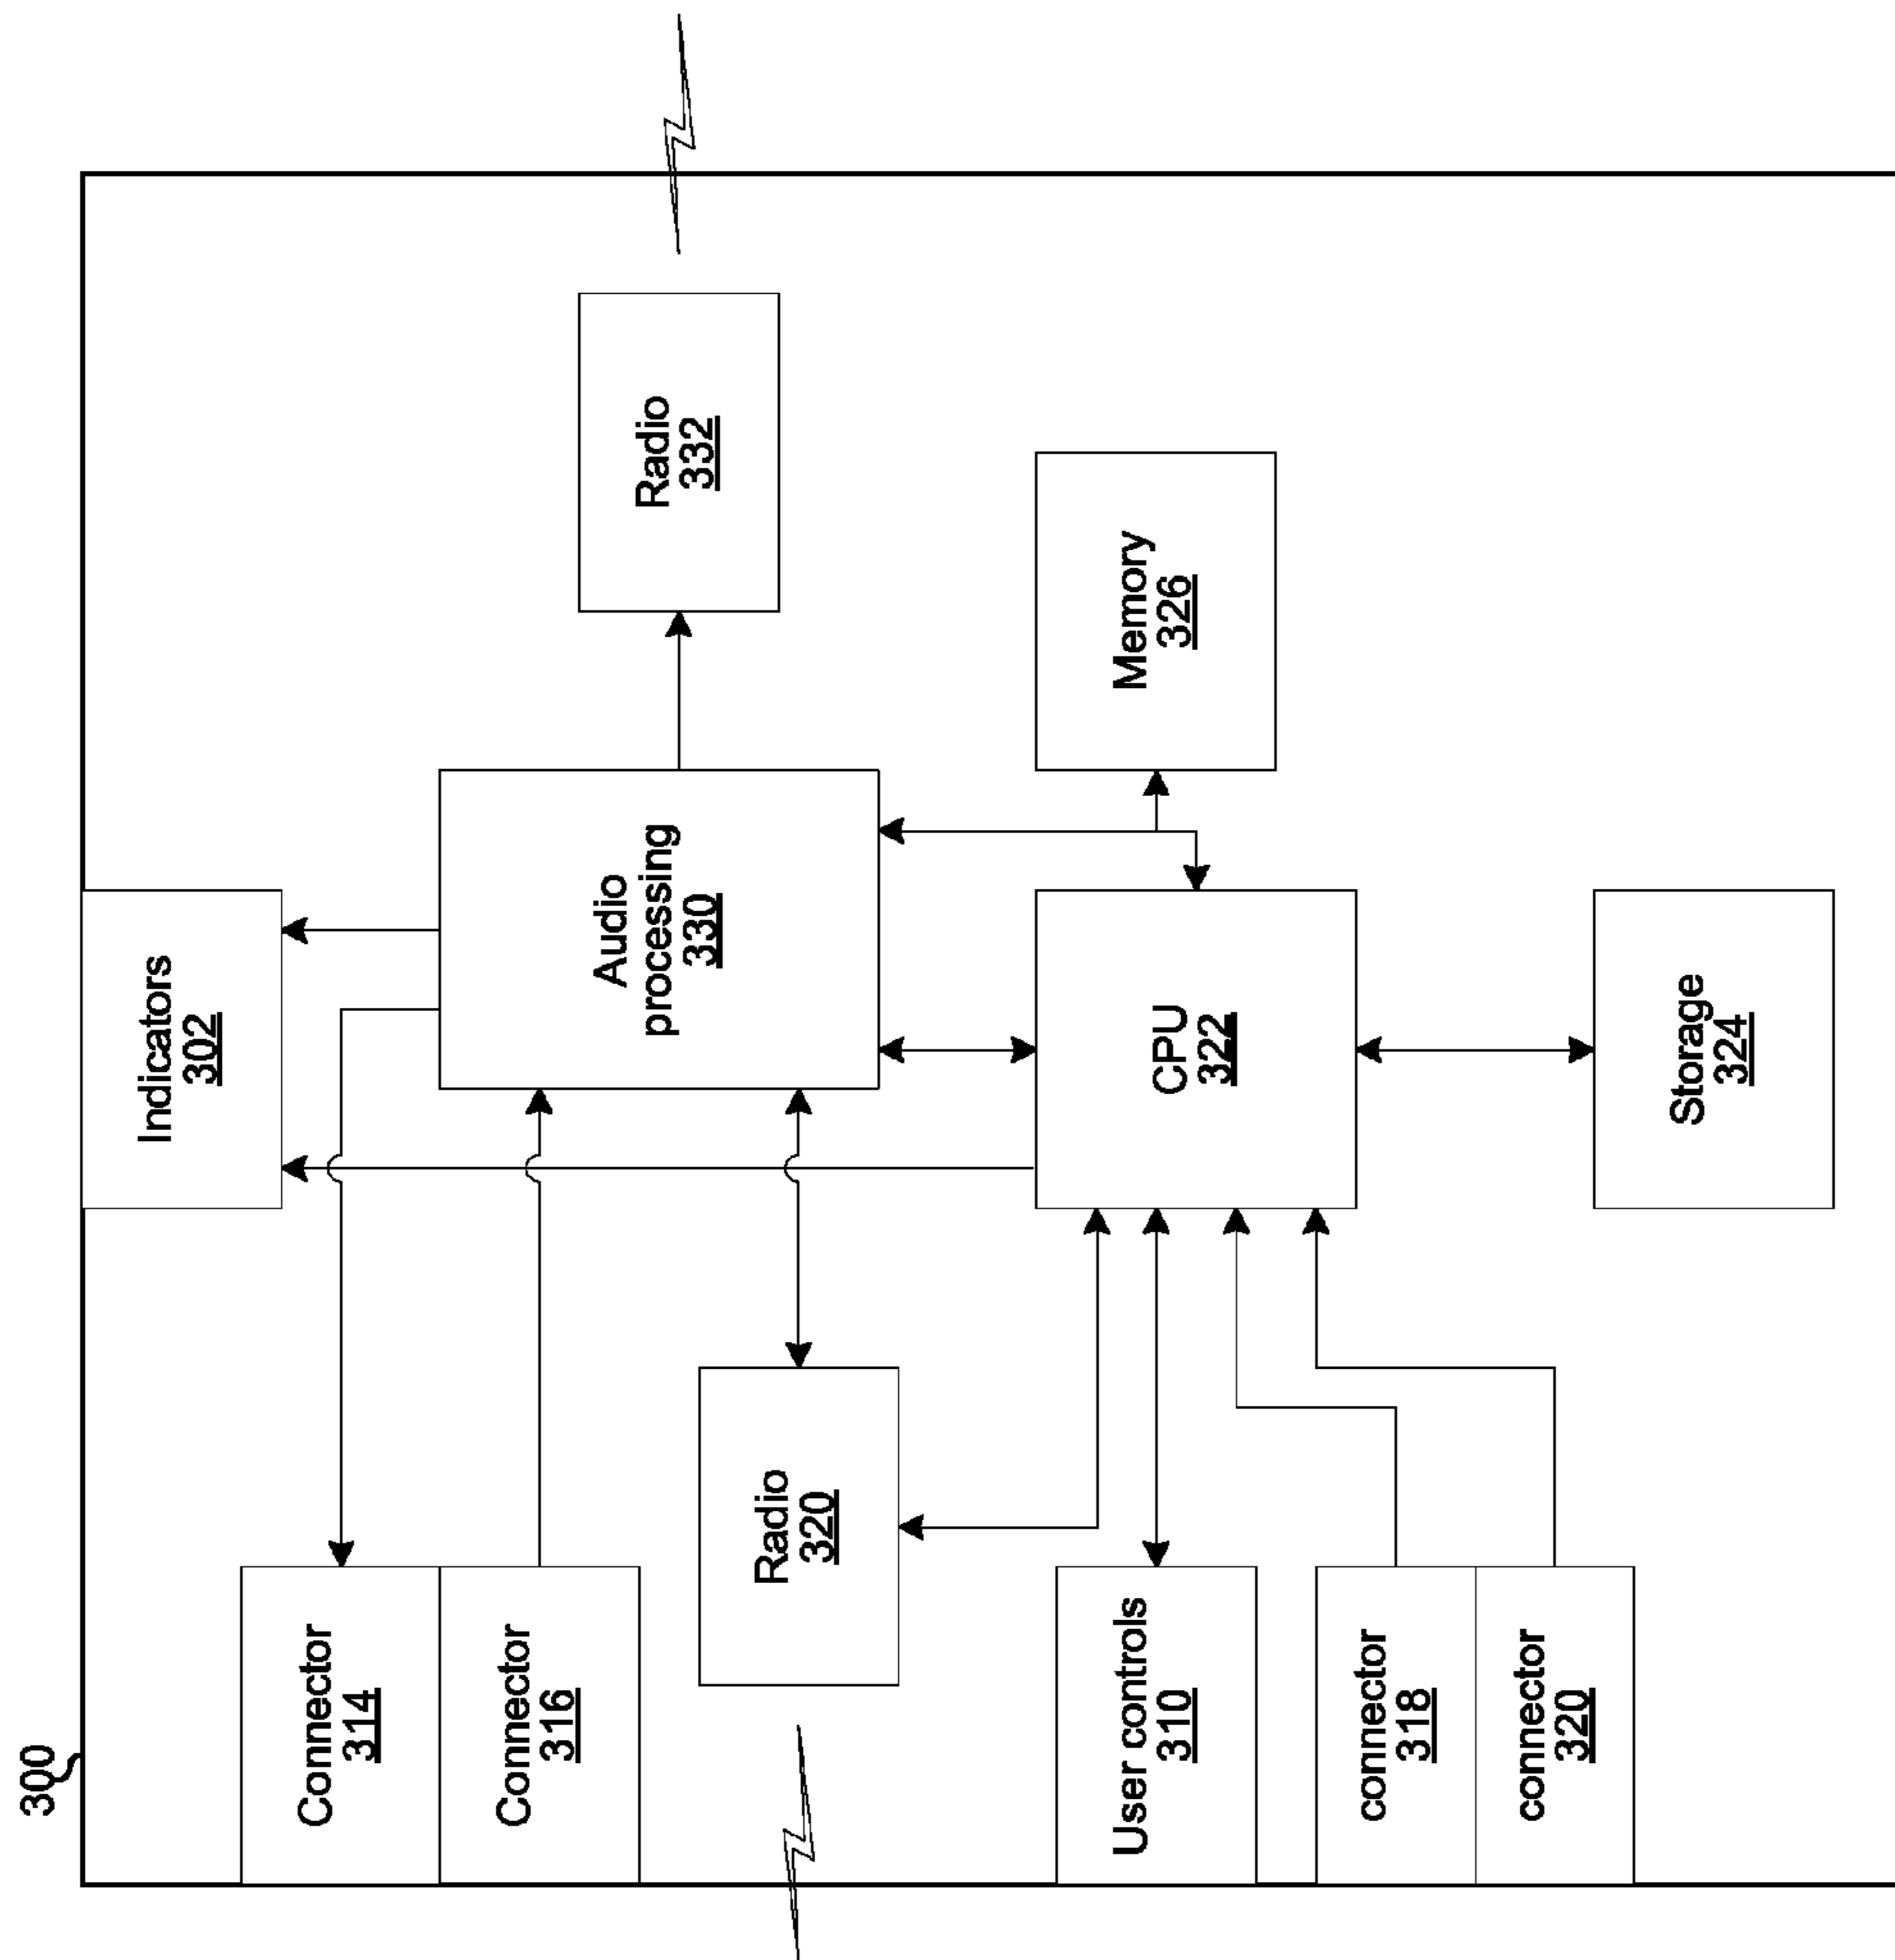 300
Indicators
302
Connector
314
Connector
316
Audio
processing
330
Radio
332
Radio
320
User controls
310
CPU
322
Memory
326
connector
318
connector
320
Storage
324